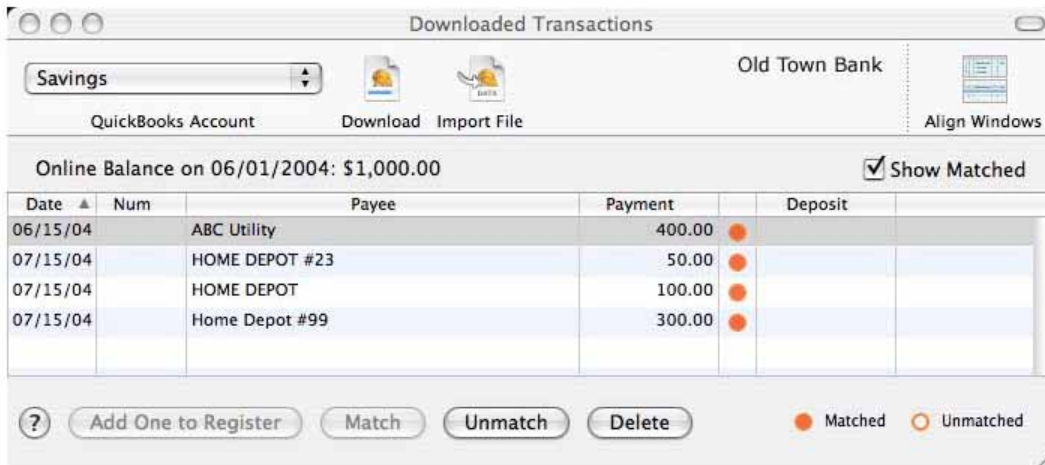 Downloaded Transactions
Savings
Old Town Bank
QuickBooks Account
Download
Import File
Align Windows
Online Balance on 06/01/2004: $1,000.00
Show Matched
Date Num Payee Payment Deposit
06/15/04 ABC Utility 400.00
07/15/04 HOME DEPOT #23 50.00
07/15/04 HOME DEPOT 100.00
07/15/04 Home Depot #99 300.00
? Add One to Register Match Unmatch Delete Matched Unmatched